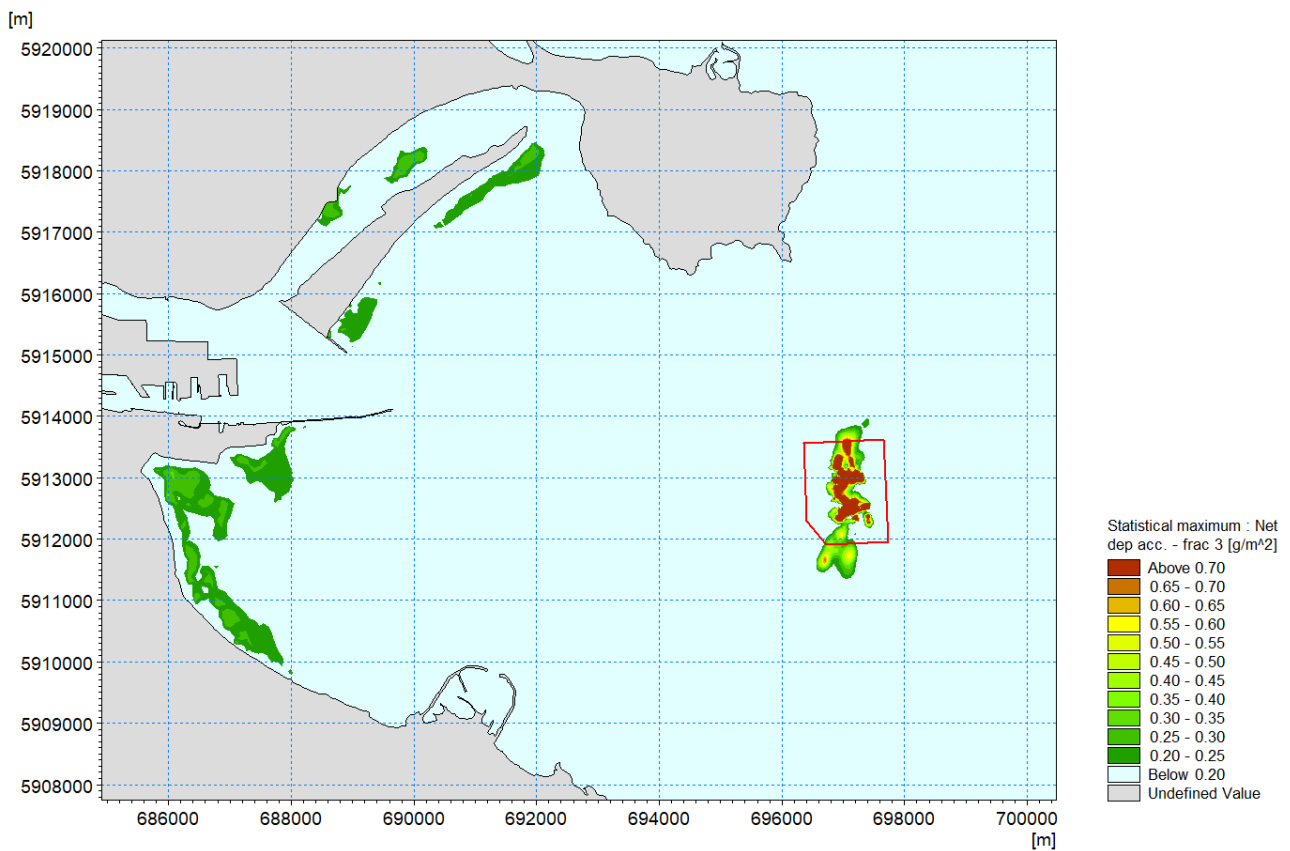 [m]
5920000
5919000
5918000
5917000
5916000
5915000
5914000
5913000
5912000
5911000
5910000
5909000
5908000
686000 688000 690000 692000 694000 696000 698000 700000
[m]
Statistical maximum : Net
dep acc. - frac 3 [g/m^2]
Above 0.70
0.65 - 0.70
0.60 - 0.65
0.55 - 0.60
0.50 - 0.55
0.45 - 0.50
0.40 - 0.45
0.35 - 0.40
0.30 - 0.35
0.25 - 0.30
0.20 - 0.25
Below 0.20
Undefined Value